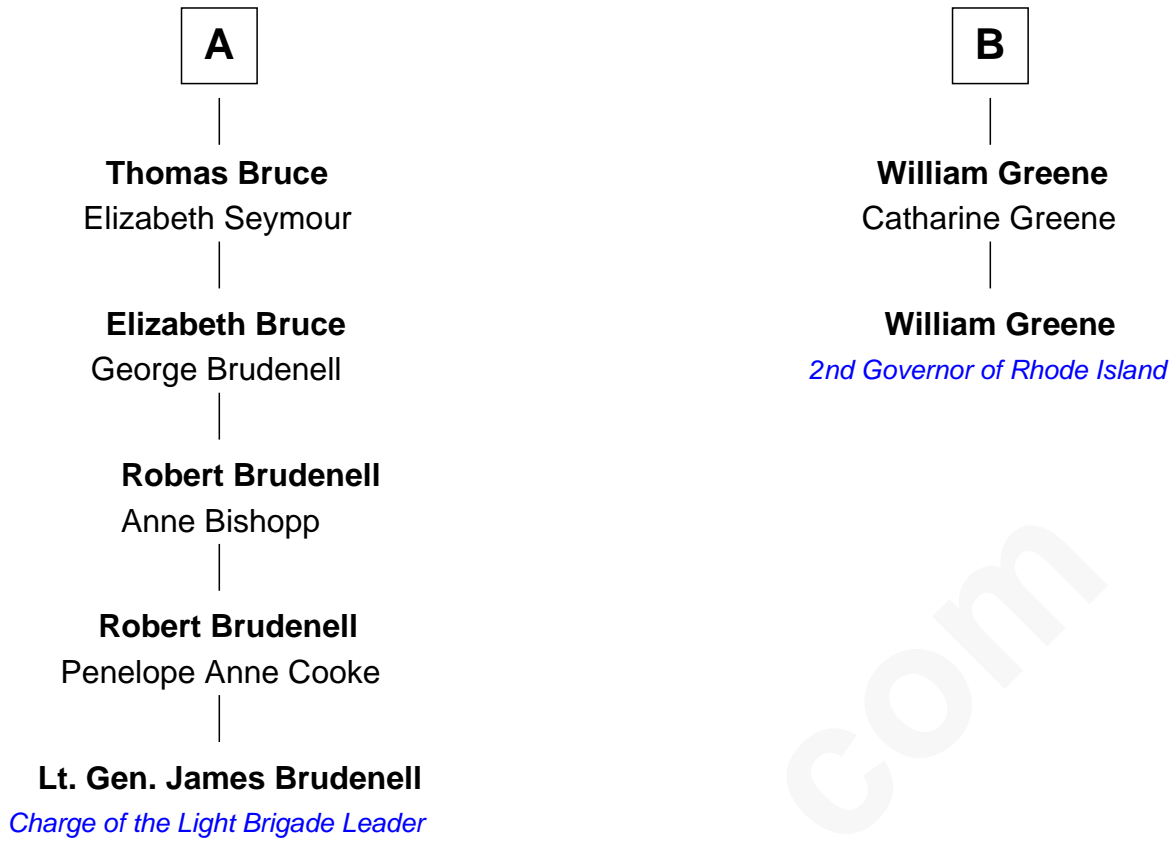 A
Thomas Bruce
Elizabeth Seymour
Elizabeth Bruce
George Brudenell
Robert Brudenell
Anne Bishopp
Robert Brudenell
Penelope Anne Cooke
Lt. Gen. James Brudenell
Charge of the Light Brigade Leader
B
William Greene
Catharine Greene
William Greene
2nd Governor of Rhode Island
com